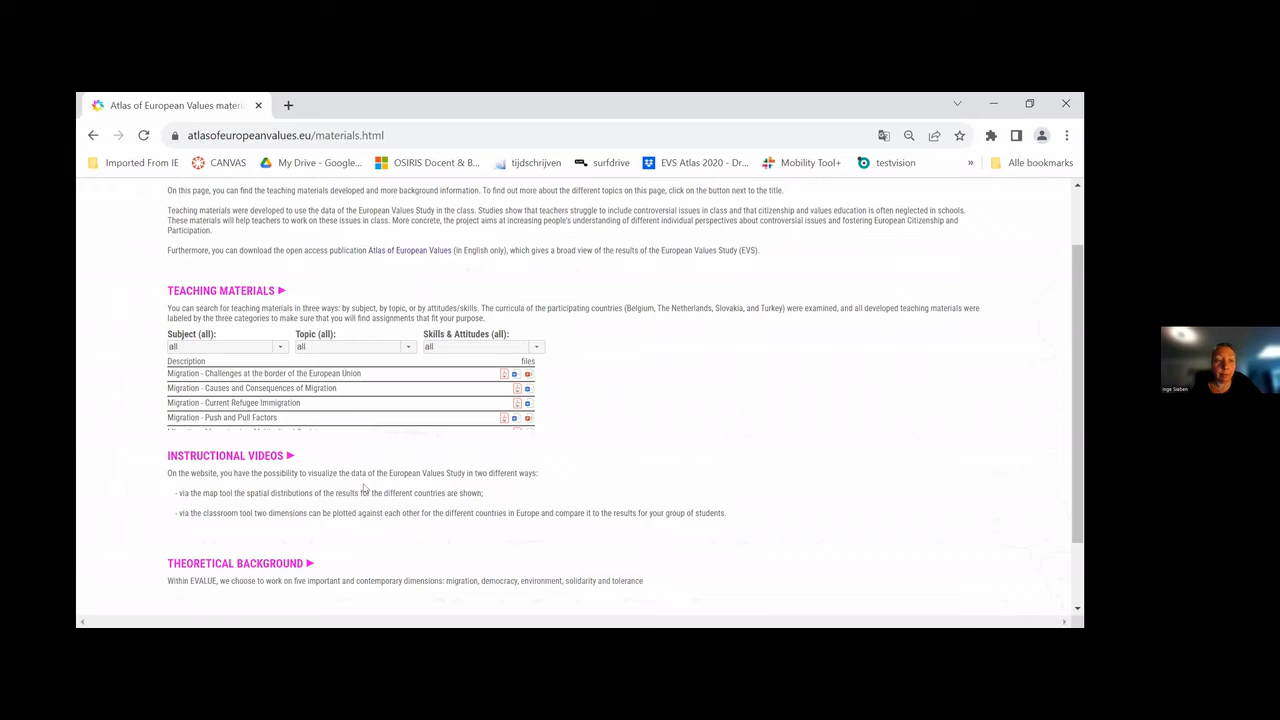 Atlas of European Values materi
atlasofeuropeanvalues.eu/materials.html
Imported From IE CANVAS My Drive - Google... OSIRIS Docent & B... tijdschrijven surfdrive EVS Atlas 2020 - Dr... Mobility Tool+ testvision » Alle bookmarks
On this page, you can find the teaching materials developed and more background information. To find out more about the different topics on this page, click on the button next to the title.
Teaching materials were developed to use the data of the European Values Study in the class. Studies show that teachers struggle to include controversial issues in class and that citizenship and values education is often neglected in schools.
These materials will help teachers to work on these issues in class. More concrete, the project aims at increasing people's understanding of different individual perspectives about controversial issues and fostering European Citizenship and
Participation.
Furthermore, you can download the open access publication Atlas of European Values (in English only), which gives a broad view of the results of the European Values Study (EVS).
TEACHING MATERIALS
You can search for teaching materials in three ways: by subject, by topic, or by attitudes/skills. The curricula of the participating countries (Belgium, The Netherlands, Slovakia, and Turkey) were examined, and all developed teaching materials were
labeled by the three categories to make sure that you will find assignments that fit your purpose.
Subject (all): Topic (all): Skills & Attitudes (all):
all all all
Description files
Migration - Challenges at the border of the European Union
Migration - Causes and Consequences of Migration
Migration - Current Refugee Immigration
Migration - Push and Pull Factors
INSTRUCTIONAL VIDEOS
On the website, you have the possibility to visualize the data of the European Values Study in two different ways:
- via the map tool the spatial distributions of the results for the different countries are shown;
- via the classroom tool two dimensions can be plotted against each other for the different countries in Europe and compare it to the results for your group of students.
THEORETICAL BACKGROUND
Within EVALUE, we choose to work on five important and contemporary dimensions: migration, democracy, environment, solidarity and tolerance
Inge Sieben